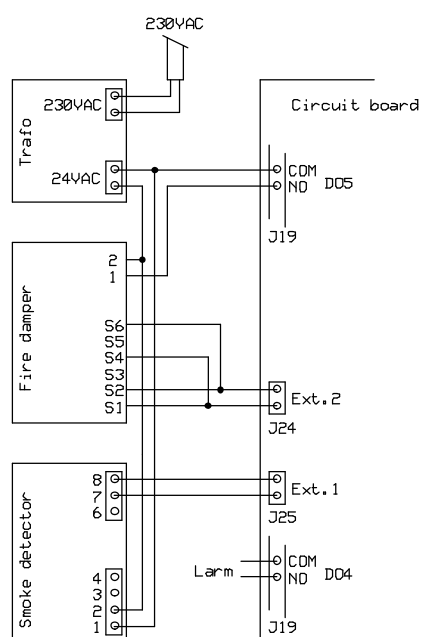 230VAC
Circuit board
230VAC
Trafo
24VAC
COM
NO
DO5
J19
2
1
Fire damper
S6
S5
S4
S3
S2
S1
Ext.2
J24
8
7
6
Ext.1
J25
Smoke detector
4
3
2
1
Larm
COM
NO
DO4
J19